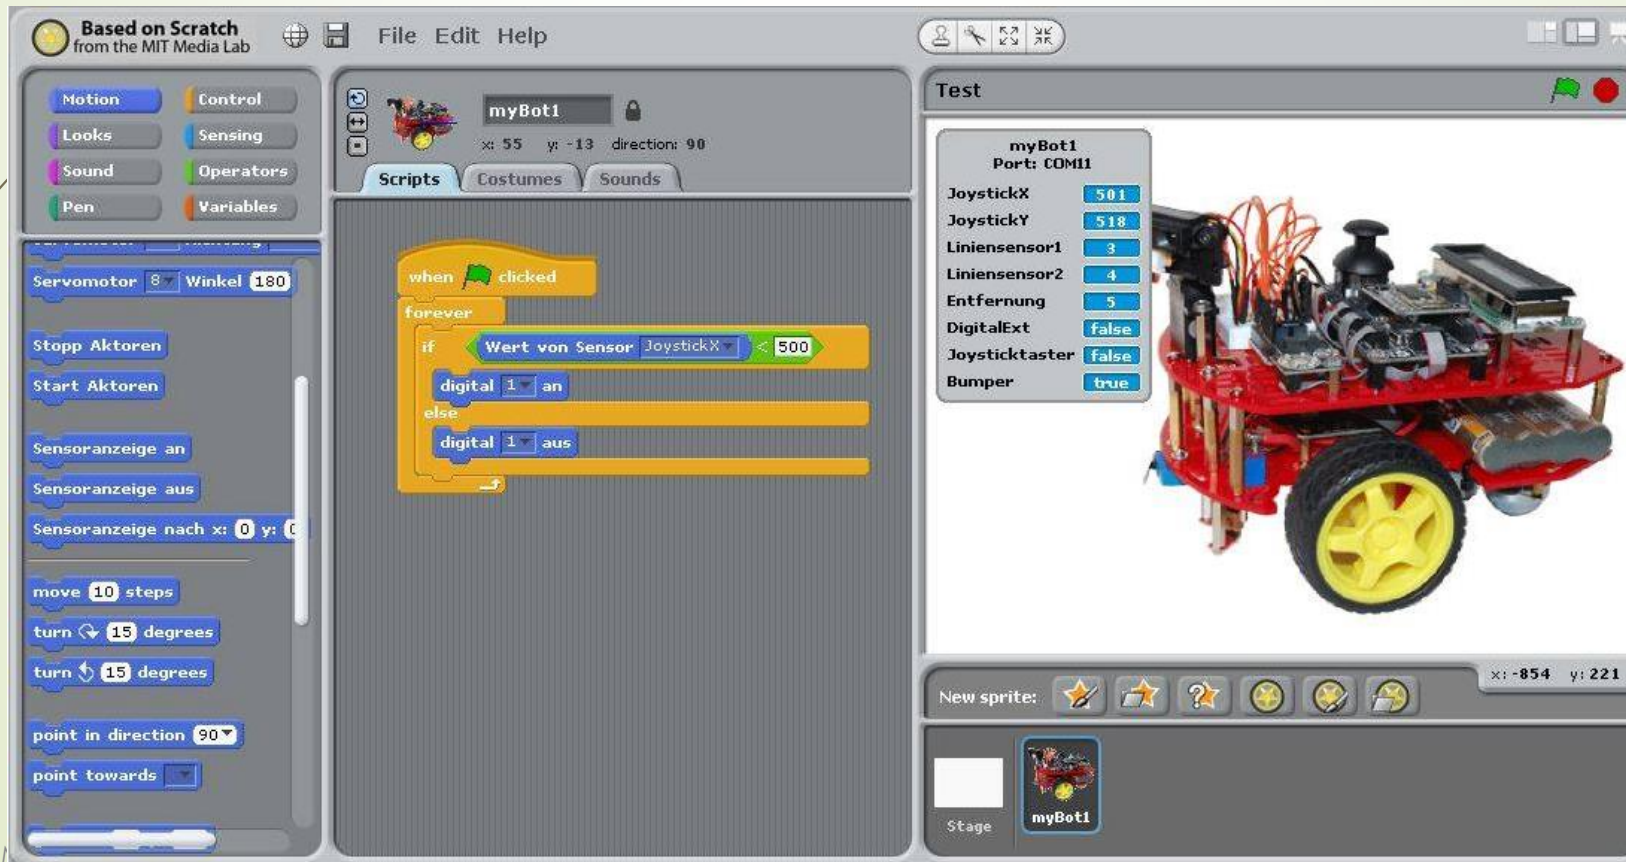 Based on Scratch
from the MIT Media Lab
File Edit Help
Motion Control
Looks Sensing
Sound Operators
Pen Variables
Servomotor 8 Winkel 180
Stopp Aktoren
Start Aktoren
Sensoranzeige an
Sensoranzeige aus
Sensoranzeige nach x: 0 y:
move 10 steps
turn 15 degrees
turn 15 degrees
point in direction 90
point towards
myBot1
x: 55 y: -13 direction: 90
Scripts Costumes Sounds
when clicked
forever
if Wert von Sensor JoystickX < 500
digital 1 an
else
digital 1 aus
Test
myBot1
Port: COM11
JoystickX 501
JoystickY 518
Liniensensor1 3
Liniensensor2 4
Entfernung 5
DigitalExt false
Joysticktaster false
Bumper true
x: -854 y: 221
New sprite:
Stage
myBot1